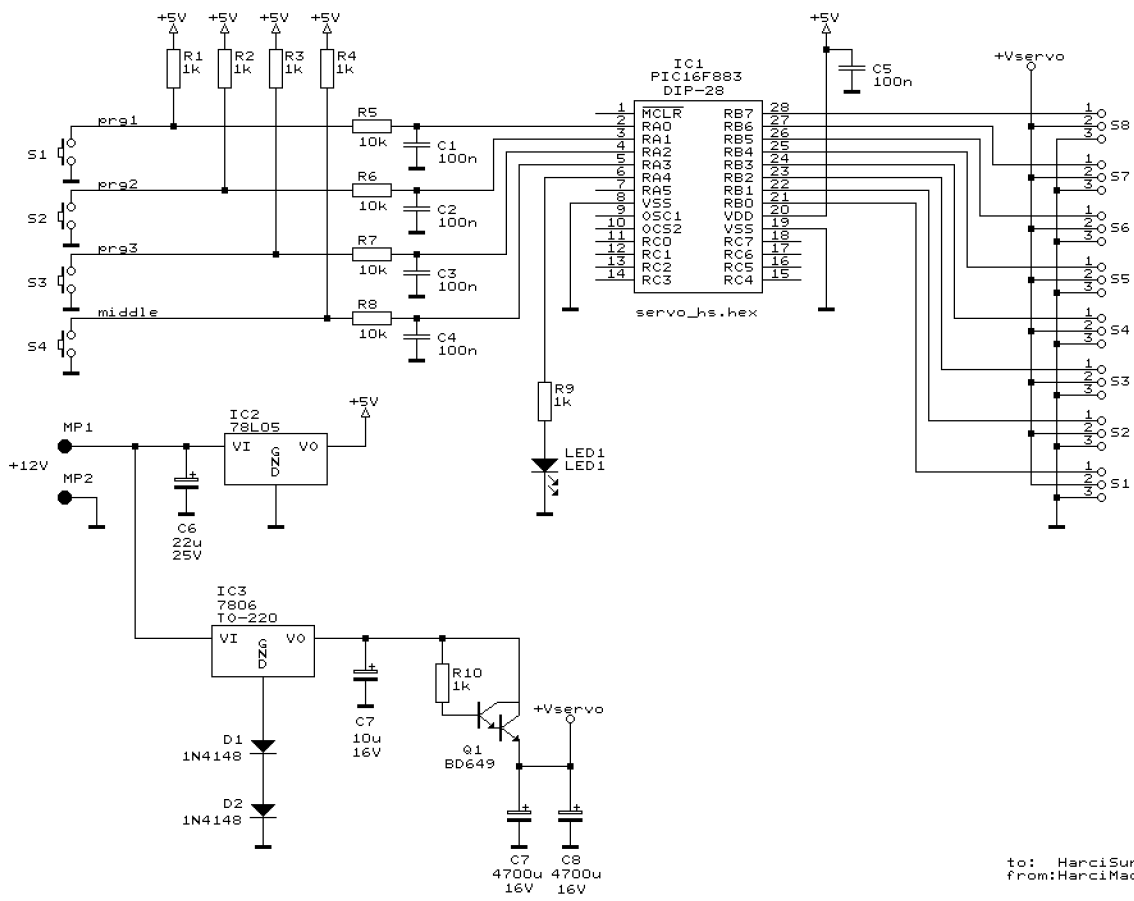 +5V +5V +5V +5V +5V
R1 R2 R3 R4
1k 1k 1k 1k
+Vservo
IC1
PIC16F883
DIP-28
C5
100n
prg1
R5
10k
C1
100n
S1
prg2
R6
10k
C2
100n
S2
prg3
R7
10k
C3
100n
S3
middle
R8
10k
C4
100n
S4
1 MCLR RB7 28
2 RA0 RB6 27
3 RA1 RB5 26
4 RA2 RB4 25
5 RA3 RB3 24
6 RA4 RB2 23
7 RA5 RB1 22
8 VSS RB0 21
9 OSC1 VDD 20
10 OCS2 VSS 19
11 RC0 RC7 18
12 RC1 RC6 17
13 RC2 RC5 16
14 RC3 RC4 15
servo_hs.hex
1
2 S8
3
1
2 S7
3
1
2 S6
3
1
2 S5
3
1
2 S4
3
1
2 S3
3
1
2 S2
3
1
2 S1
3
R9
1k
LED1
LED1
MP1
+12V
MP2
IC2
78L05
VI GND VO
+5V
C6
22u
25V
IC3
7806
TO-220
VI GND VO
C7
10u
16V
R10
1k
+Vservo
Q1
BD649
D1
1N4148
D2
1N4148
C7 C8
4700u 4700u
16V 16V
to: HarciSur
from:HarciMac